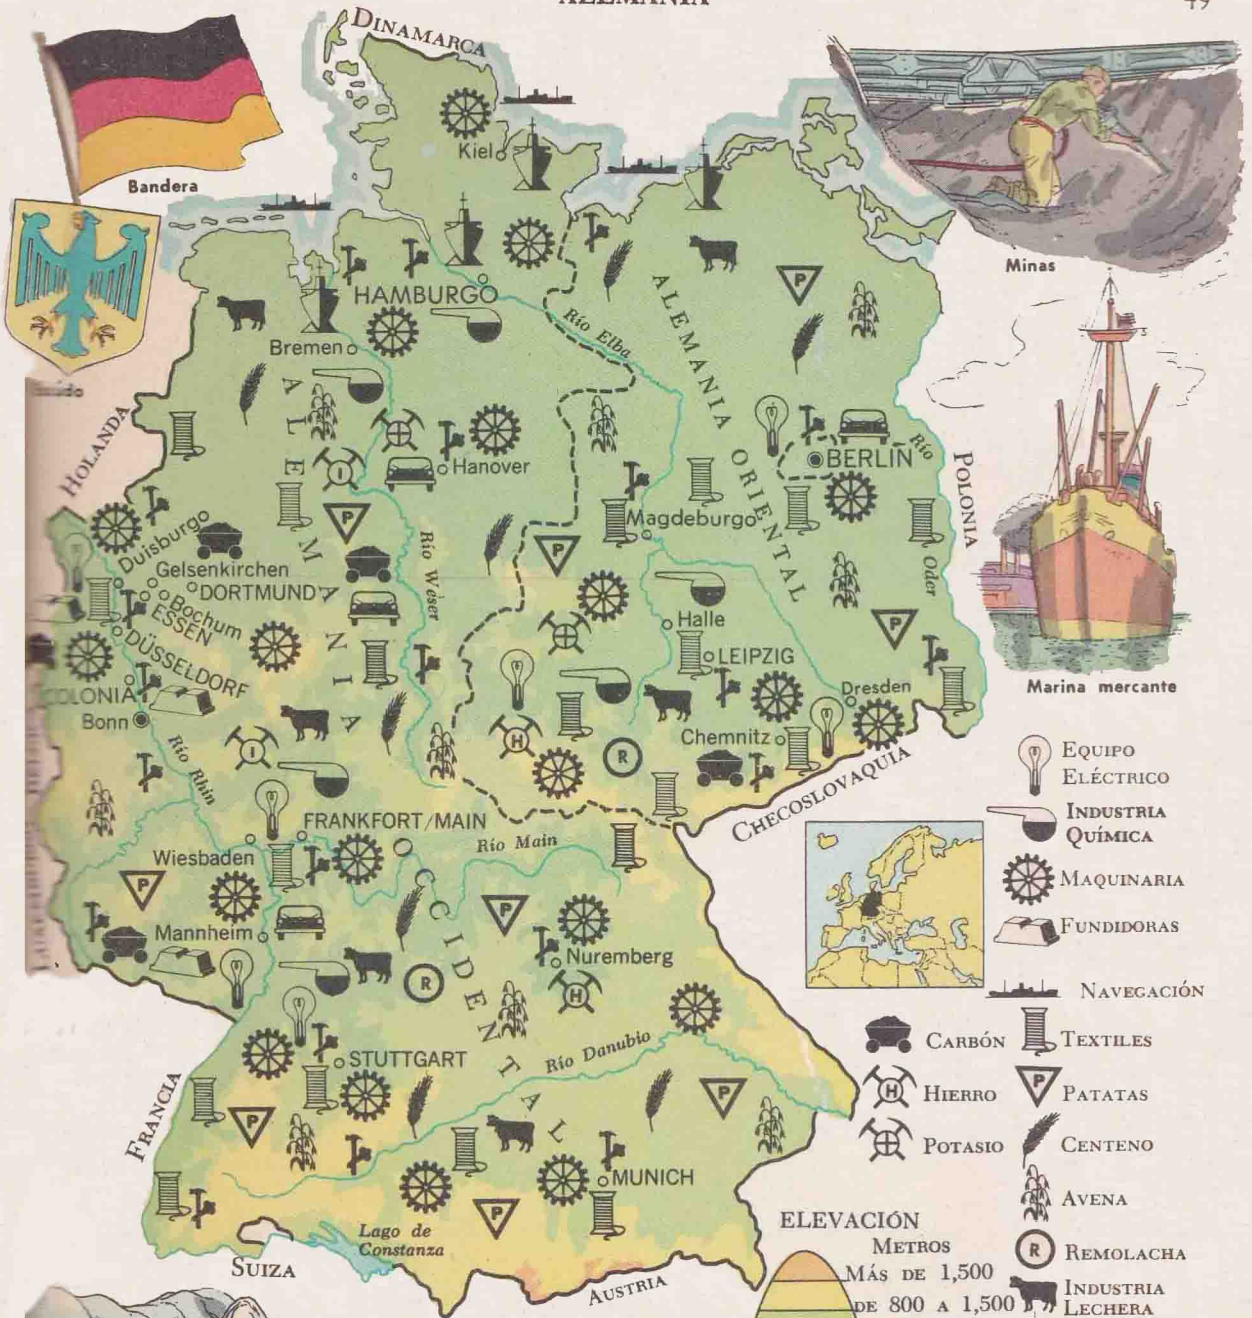 ALEMANIA
49
DINAMARCA
Bandera
Kiel
Minas
HAMBURGO
Bremen
Río Elba
ALEMANIA ORIENTAL
HOLANDA
Hanover
BERLÍN
Río Oder
POLONIA
Magdeburgo
Duisburgo
Gelsenkirchen
DORTMUND
Bochum
ESSEN
DÜSSELDORF
Río Weser
ALEMANIA OCCIDENTAL
Halle
LEIPZIG
Dresden
Marina mercante
COLONIA
Bonn
Chemnitz
Río Rhin
CHECOSLOVAQUIA
FRANKFORT/MAIN
Río Main
Wiesbaden
Mannheim
Nuremberg
STUTTGART
Río Danubio
FRANCIA
MUNICH
Lago de
Constanza
SUIZA
AUSTRIA
EQUIPO
ELÉCTRICO
INDUSTRIA
QUÍMICA
MAQUINARIA
FUNDIDORAS
NAVEGACIÓN
CARBÓN
TEXTILES
H HIERRO
P PATATAS
POTASIO
CENTENO
AVENA
R REMOLACHA
INDUSTRIA
LECHERA
ELEVACIÓN
METROS
MÁS DE 1,500
DE 800 A 1,500